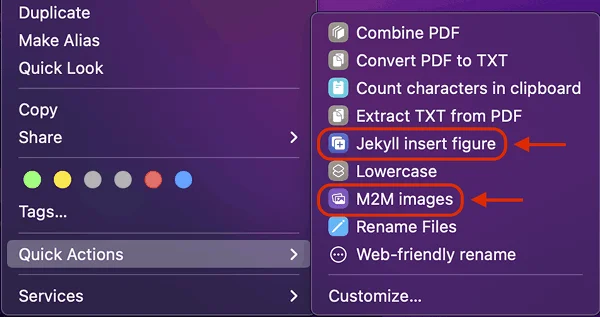 Duplicate
Make Alias
Quick Look
Copy
Share
Tags...
Quick Actions
Services
Combine PDF
Convert PDF to TXT
Count characters in clipboard
Extract TXT from PDF
Jekyll insert figure
Lowercase
M2M images
Rename Files
Web-friendly rename
Customize...